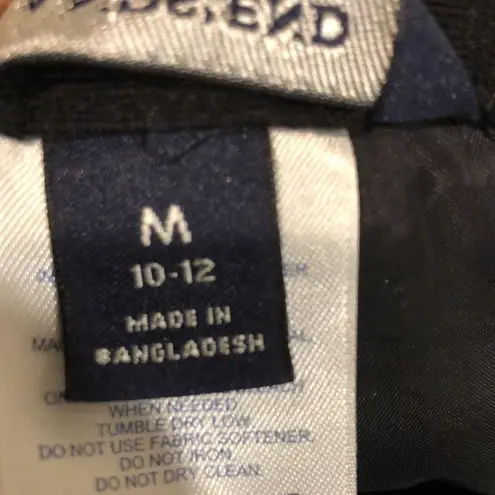 M
10-12
MADE IN
BANGLADESH
WHEN NEEDED.
TUMBLE DRY LOW.
DO NOT USE FABRIC SOFTENER.
DO NOT IRON.
DO NOT DRY CLEAN.